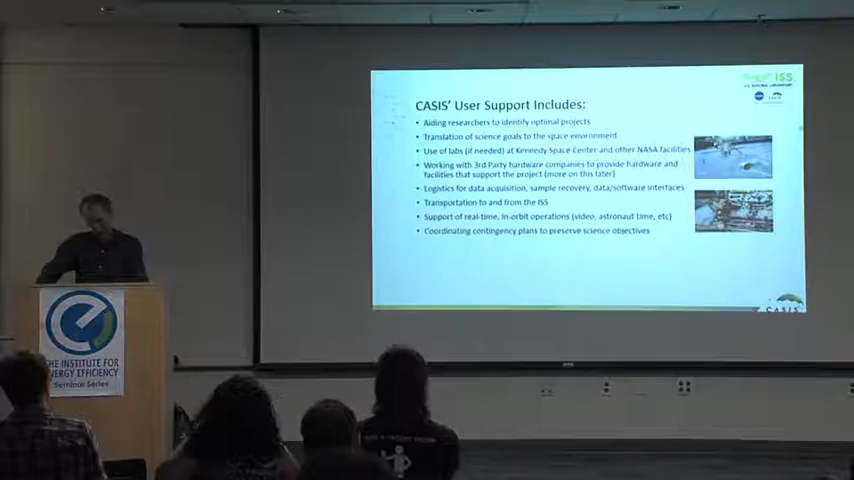 ISS
CASIS' User Support Includes:
• Aiding researchers to identify optimal projects
• Translation of science goals to the space environment
• Use of labs (if needed) at Kennedy Space Center and other NASA facilities
• Working with 3rd Party hardware companies to provide hardware and
facilities that support the project (more on this later)
• Logistics for data acquisition, sample recovery, data/software interfaces
• Transportation to and from the ISS
• Support of real-time, in-orbit operations (video, astronaut time, etc)
• Coordinating contingency plans to preserve science objectives
CASIS
THE INSTITUTE FOR
ENERGY EFFICIENCY
Seminar Series